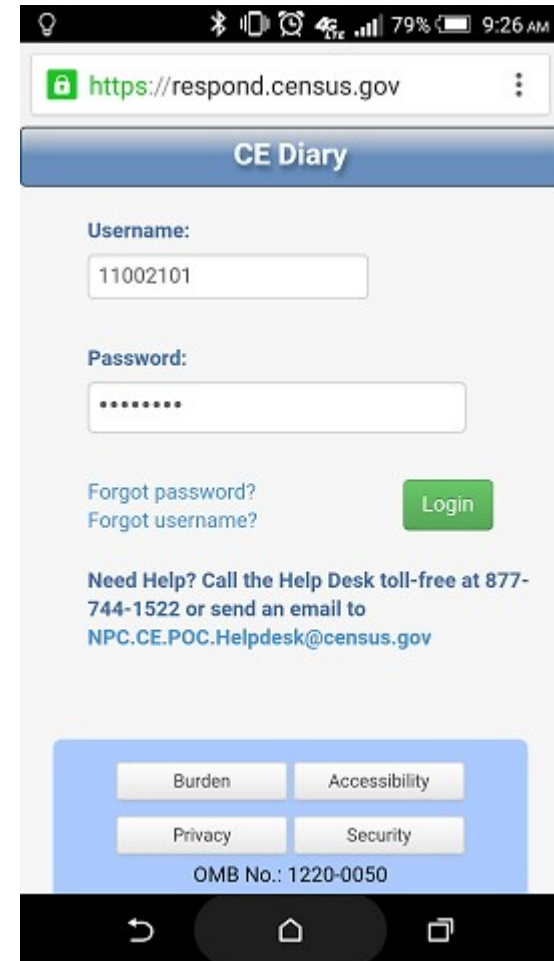 4G LTE 79% 9:26 AM
https://respond.census.gov
CE Diary
Username:
11002101
Password:
••••••••
Forgot password?
Login
Forgot username?
Need Help? Call the Help Desk toll-free at 877-
744-1522 or send an email to
NPC.CE.POC.Helpdesk@census.gov
Burden Accessibility
Privacy Security
OMB No.: 1220-0050